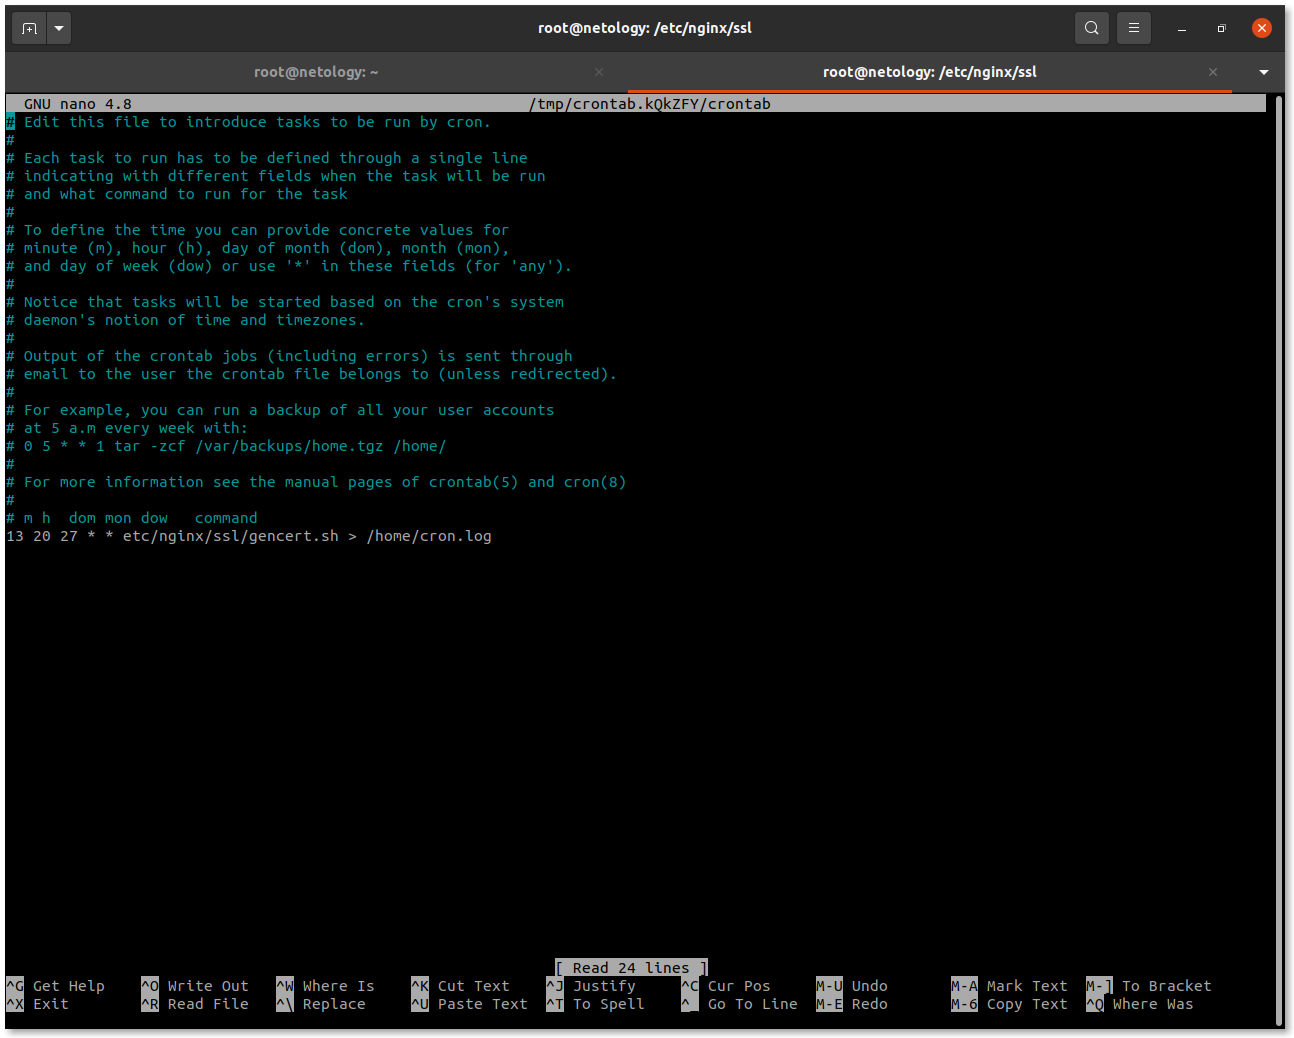 root@netology: /etc/nginx/ssl
root@netology: ~
root@netology: /etc/nginx/ssl
GNU nano 4.8 /tmp/crontab.kQkZFY/crontab
# Edit this file to introduce tasks to be run by cron.
#
# Each task to run has to be defined through a single line
# indicating with different fields when the task will be run
# and what command to run for the task
#
# To define the time you can provide concrete values for
# minute (m), hour (h), day of month (dom), month (mon),
# and day of week (dow) or use '*' in these fields (for 'any').
#
# Notice that tasks will be started based on the cron's system
# daemon's notion of time and timezones.
#
# Output of the crontab jobs (including errors) is sent through
# email to the user the crontab file belongs to (unless redirected).
#
# For example, you can run a backup of all your user accounts
# at 5 a.m every week with:
# 0 5 * * 1 tar -zcf /var/backups/home.tgz /home/
#
# For more information see the manual pages of crontab(5) and cron(8)
#
# m h  dom mon dow   command
13 20 27 * * etc/nginx/ssl/gencert.sh > /home/cron.log
[ Read 24 lines ]
^G Get Help ^O Write Out ^W Where Is ^K Cut Text ^J Justify ^C Cur Pos M-U Undo M-A Mark Text M-] To Bracket
^X Exit ^R Read File ^\ Replace ^U Paste Text ^T To Spell ^_ Go To Line M-E Redo M-6 Copy Text ^Q Where Was